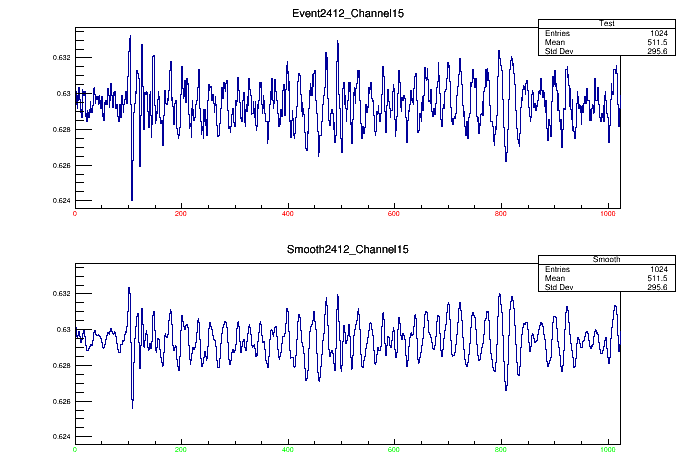 Event2412_Channel15
Test
Entries 1024
Mean 511.5
Std Dev 295.6
0.632
0.63
0.628
0.626
0.624
0 200 400 600 800 1000
Smooth2412_Channel15
Smooth
Entries 1024
Mean 511.5
Std Dev 295.6
0.632
0.63
0.628
0.626
0.624
0 200 400 600 800 1000